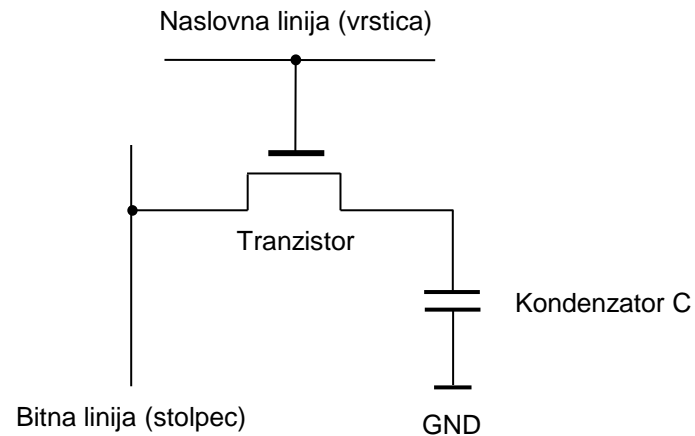 Naslovna linija (vrstica)
Tranzistor
Kondenzator C
Bitna linija (stolpec)
GND